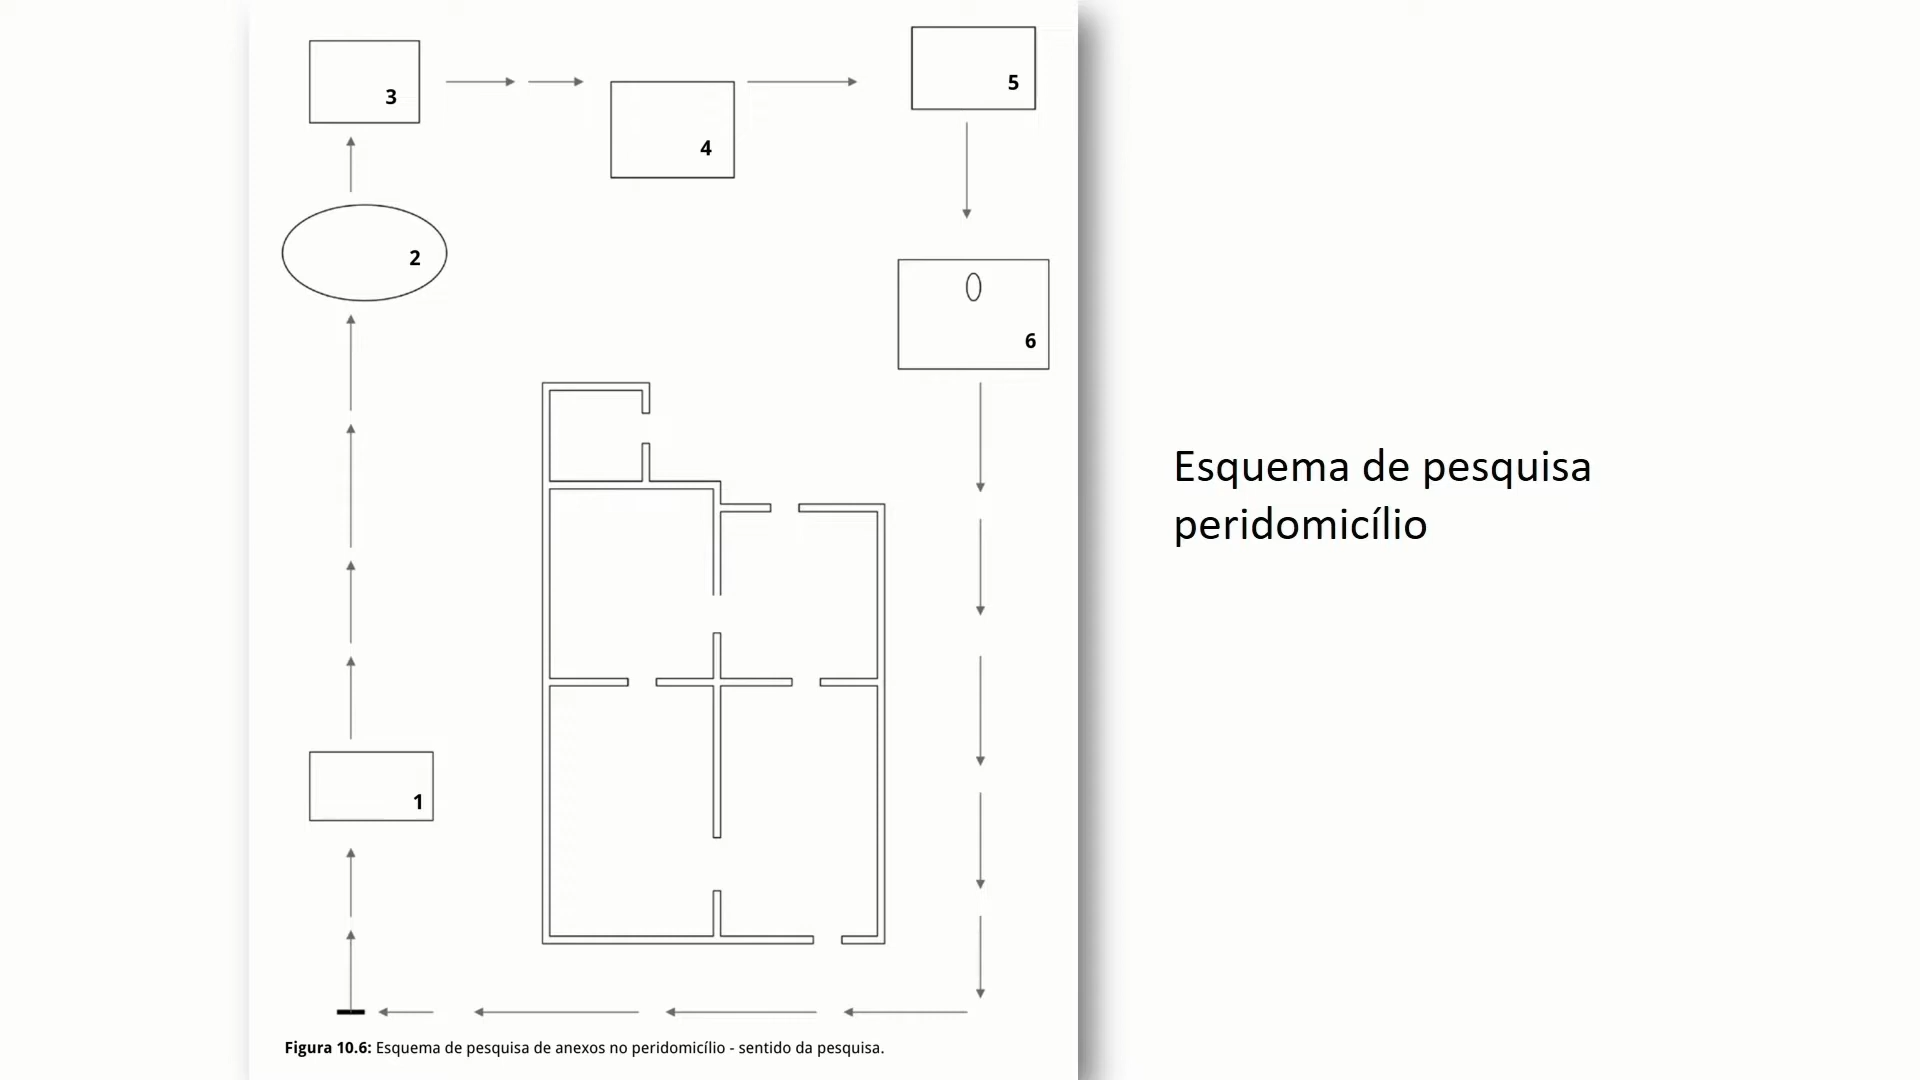 3
5
4
2
6
1
Esquema de pesquisa
peridomicílio
Figura 10.6: Esquema de pesquisa de anexos no peridomicílio - sentido da pesquisa.